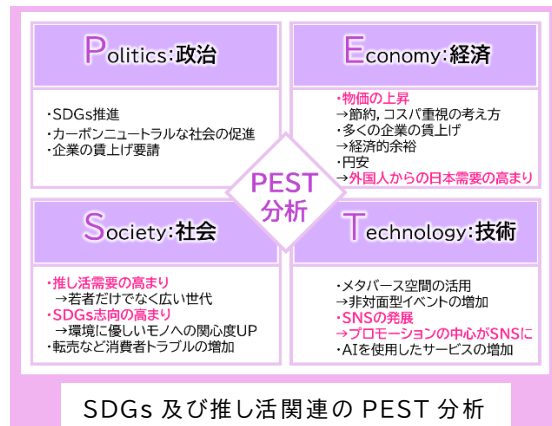 Politics:政治
・SDGs推進
・カーボンニュートラルな社会の促進
・企業の賃上げ要請
Economy:経済
・物価の上昇
→節約,コスパ重視の考え方
・多くの企業の賃上げ
→経済的余裕
・円安
→外国人からの日本需要の高まり
PEST
分析
Society:社会
・推し活需要の高まり
→若者だけでなく広い世代
・SDGs志向の高まり
→環境に優しいモノへの関心度UP
・転売など消費者トラブルの増加
Technology:技術
・メタバース空間の活用
→非対面型イベントの増加
・SNSの発展
→プロモーションの中心がSNSに
・AIを使用したサービスの増加
SDGs 及び推し活関連の PEST 分析